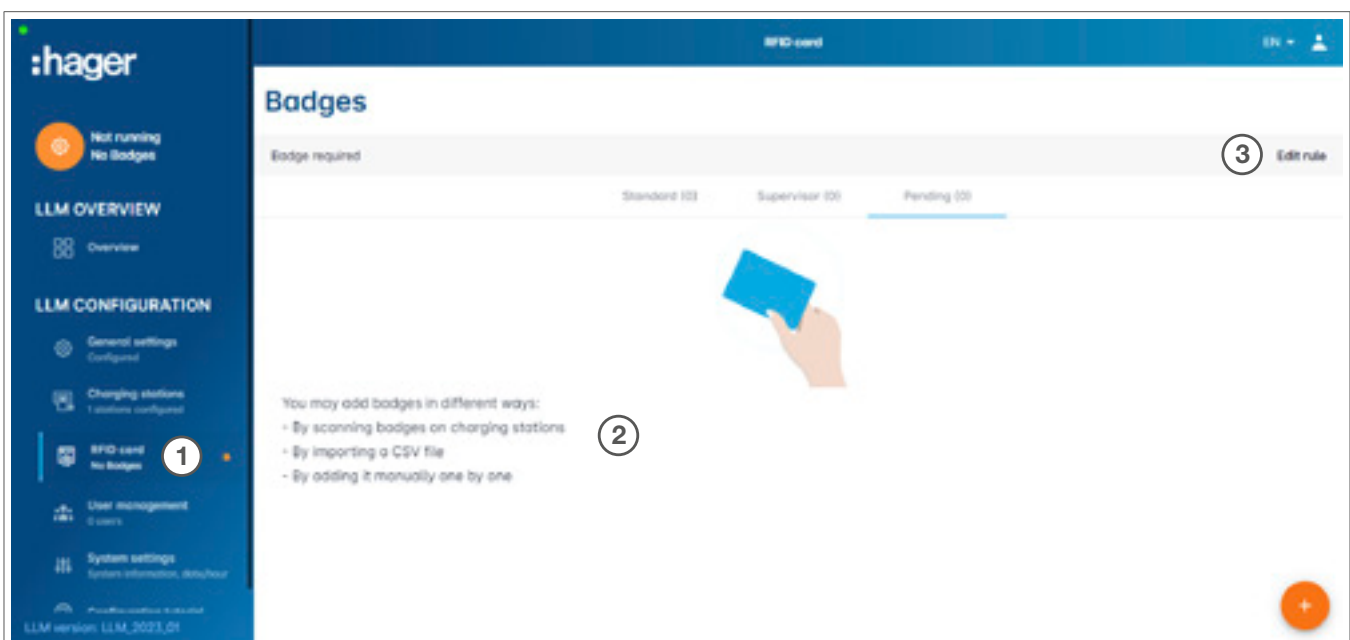 :hager
RFID card
EN
Not running
No Badges
Badges
Badge required
3
Edit rule
Standard (0)
Supervisor (0)
Pending (0)
LLM OVERVIEW
Overview
LLM CONFIGURATION
General settings
Configured
Charging stations
1 stations configured
RFID card
No Badges
1
You may add badges in different ways:
- By scanning badges on charging stations
- By importing a CSV file
- By adding it manually one by one
2
User management
0 users
System settings
System information, date/hour
LLM version: LLM_2023_01
+